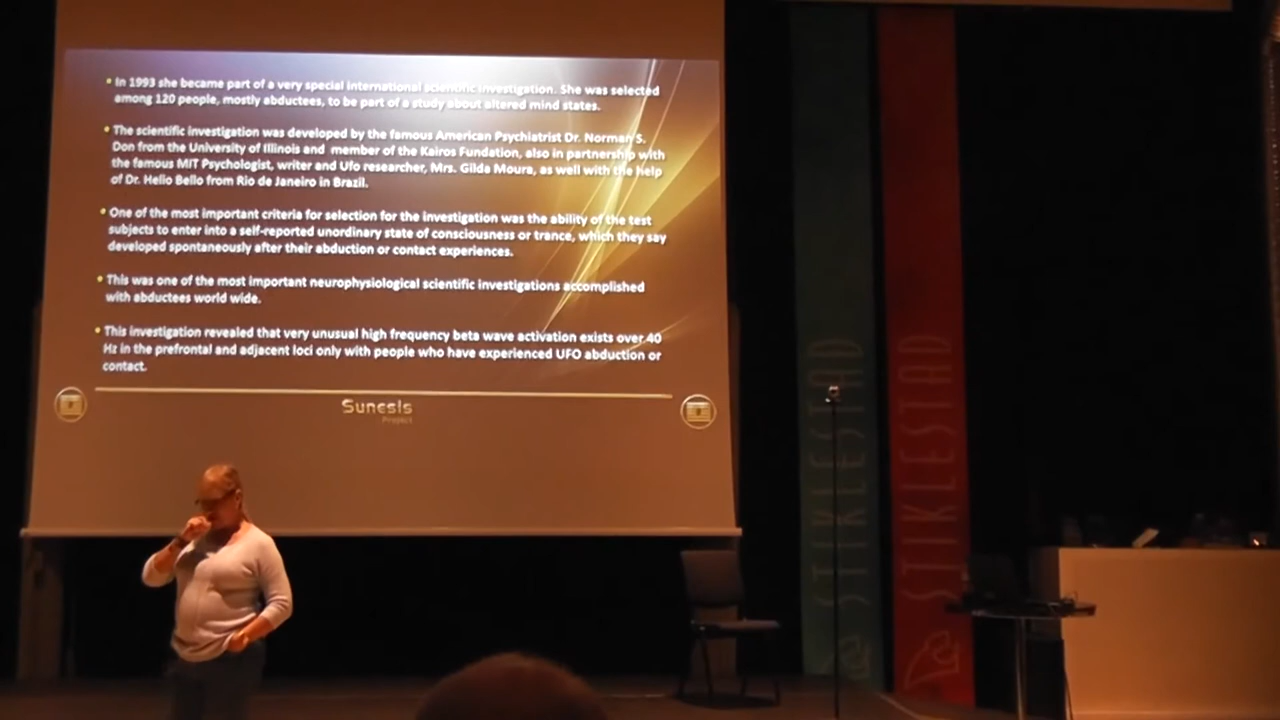 • In 1993 she became part of a very special international scientific investigation. She was selected
among 120 people, mostly abductees, to be part of a study about altered mind states.
• The scientific investigation was developed by the famous American Psychiatrist Dr. Norman S.
Don from the University of Illinois and member of the Kairos Foundation, also in partnership with
the famous MIT Psychologist, writer and Ufo researcher, Mrs. Gilda Moura, as well with the help
of Dr. Helio Bello from Rio de Janeiro in Brazil.
• One of the most important criteria for selection for the investigation was the ability of the test
subjects to enter into a self-reported unordinary state of consciousness or trance, which they say
developed spontaneously after their abduction or contact experiences.
• This was one of the most important neurophysiological scientific investigations accomplished
with abductees world wide.
• This investigation revealed that very unusual high frequency beta wave activation exists over 40
Hz in the prefrontal and adjacent loci only with people who have experienced UFO abduction or
contact.
Sunesis
Project
STIKLESTAD
STIKLESTAD